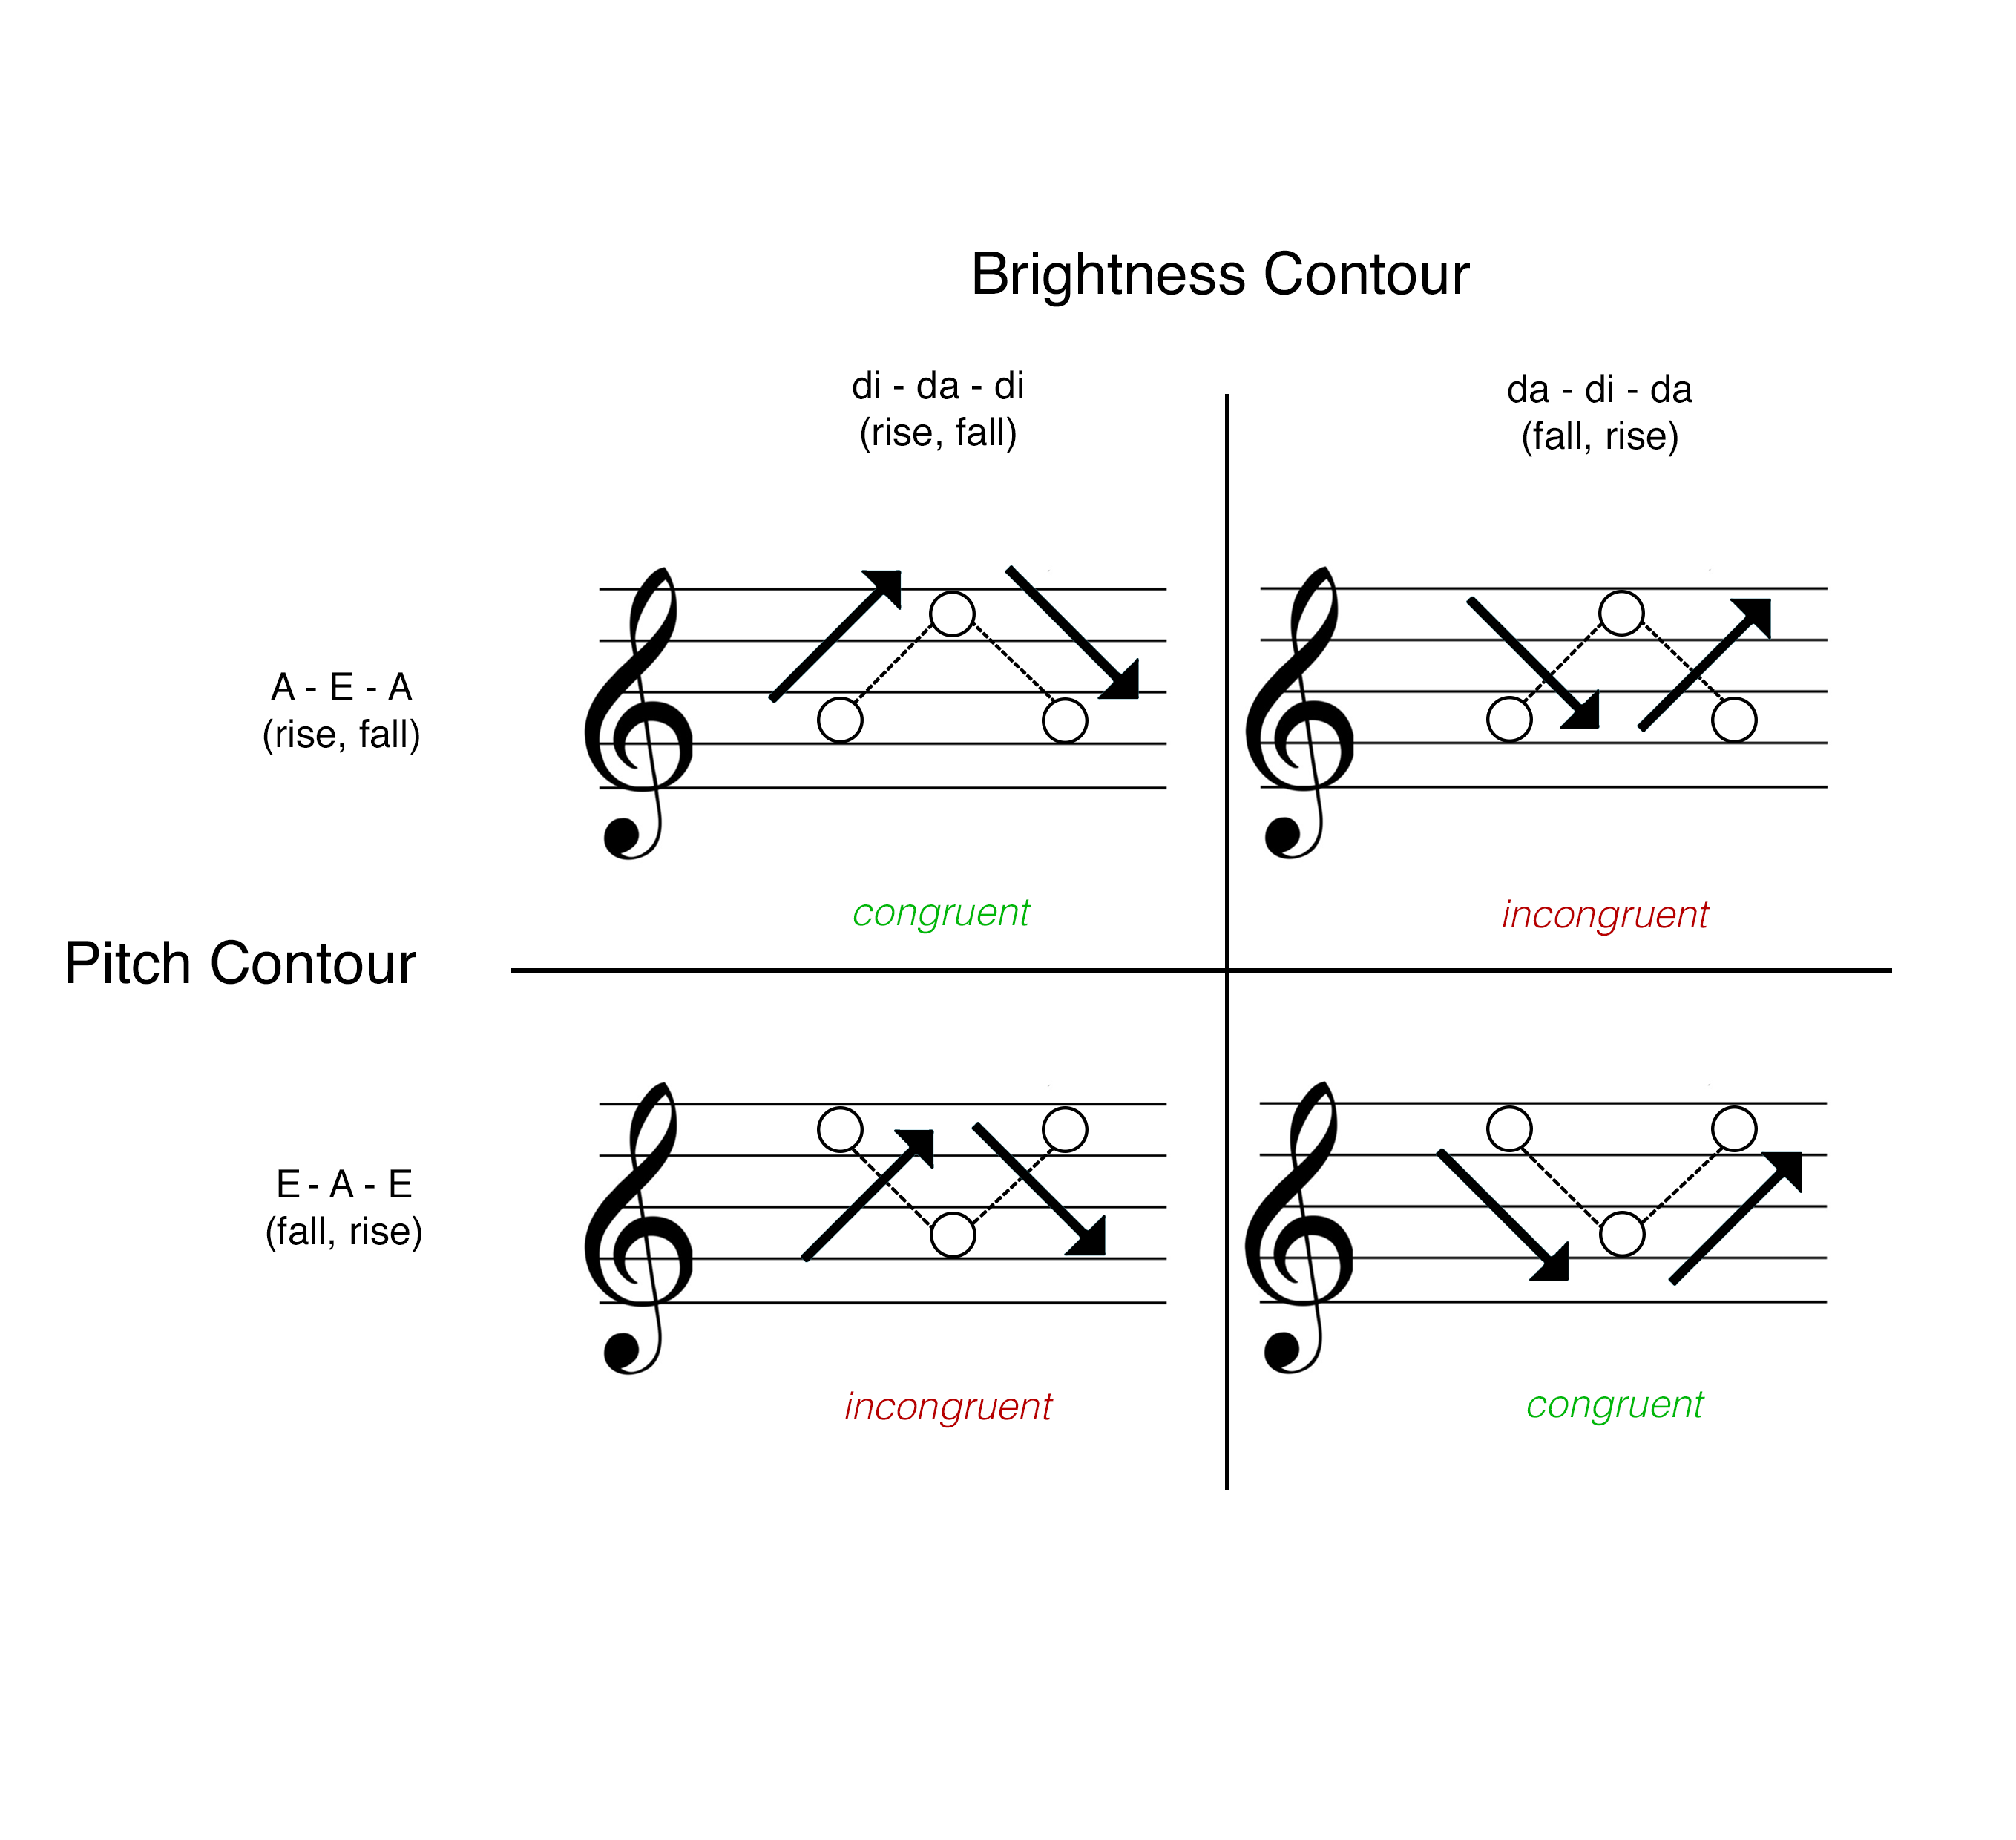 Brightness Contour
di - da - di
(rise, fall)
da - di - da
(fall, rise)
A - E - A
(rise, fall)
congruent
incongruent
Pitch Contour
E - A - E
(fall, rise)
incongruent
congruent